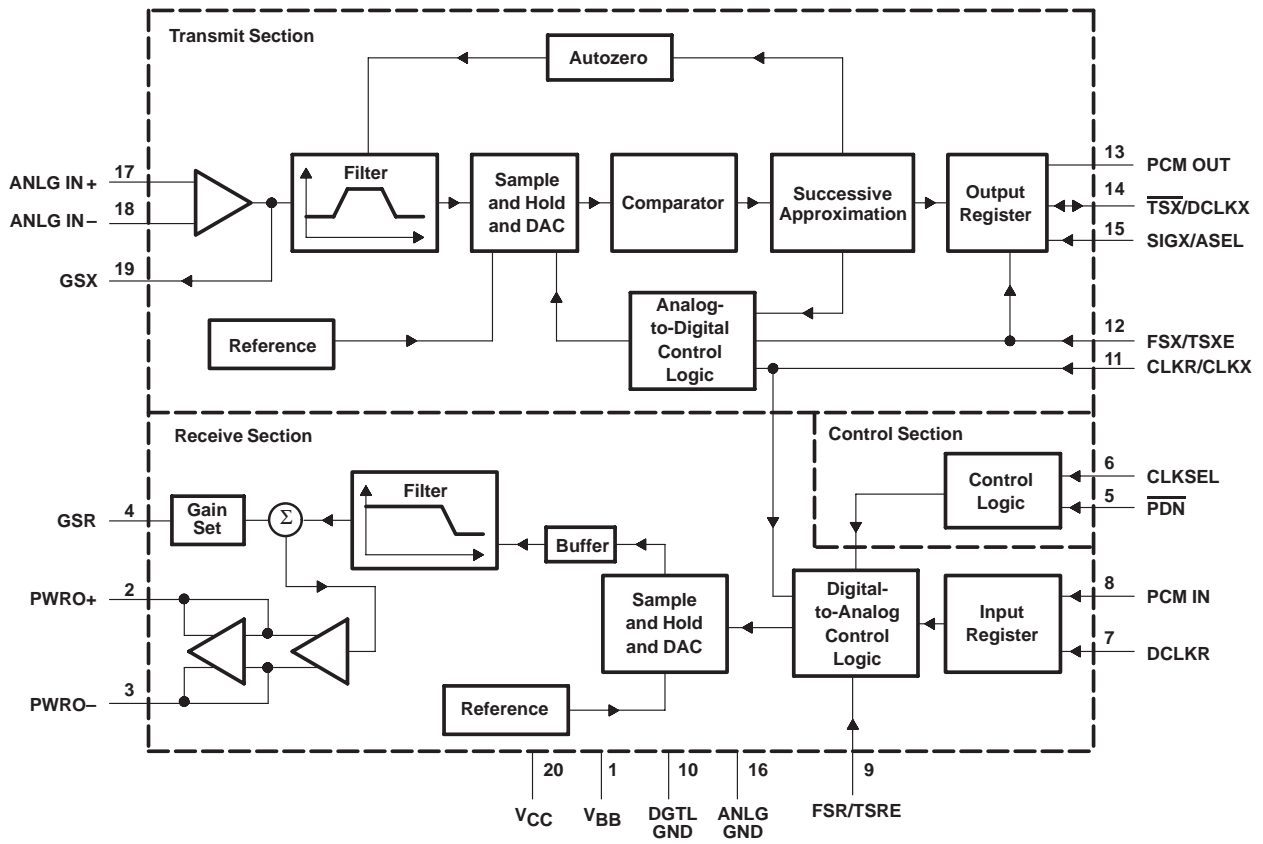 Transmit Section
Autozero
17
ANLG IN+
18
ANLG IN–
19
GSX
Filter
Sample
and Hold
and DAC
Comparator
Successive
Approximation
Output
Register
13
PCM OUT
14
TSX/DCLKX
15
SIGX/ASEL
Reference
Analog-
to-Digital
Control
Logic
12
FSX/TSXE
11
CLKR/CLKX
Receive Section
Control Section
Control
Logic
6
CLKSEL
5
PDN
GSR
4
Gain
Set
Σ
Filter
Buffer
PWRO+
2
PWRO–
3
Sample
and Hold
and DAC
Digital-
to-Analog
Control
Logic
Input
Register
8
PCM IN
7
DCLKR
Reference
20
VCC
1
VBB
10
DGTL
GND
16
ANLG
GND
9
FSR/TSRE